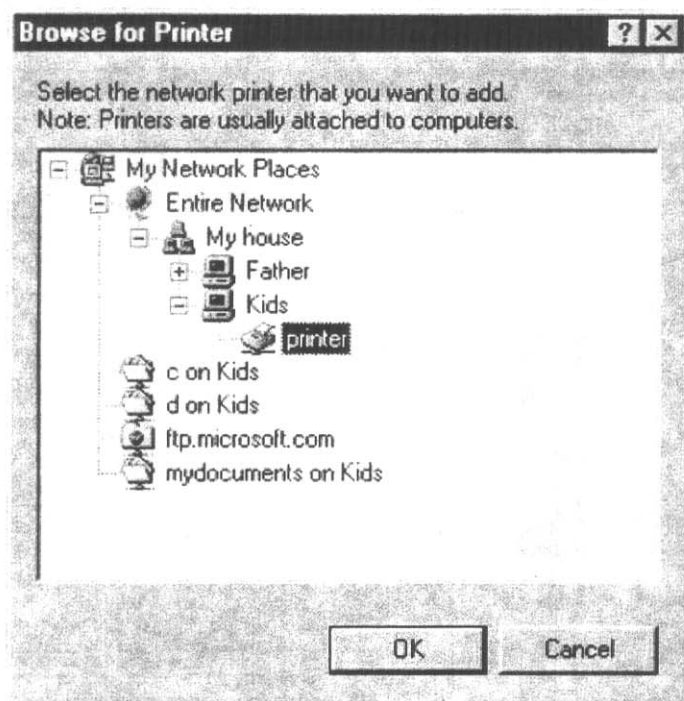 Browse for Printer
Select the network printer that you want to add.
Note: Printers are usually attached to computers.
My Network Places
Entire Network
My house
Father
Kids
printer
c on Kids
d on Kids
ftp.microsoft.com
mydocuments on Kids
OK
Cancel